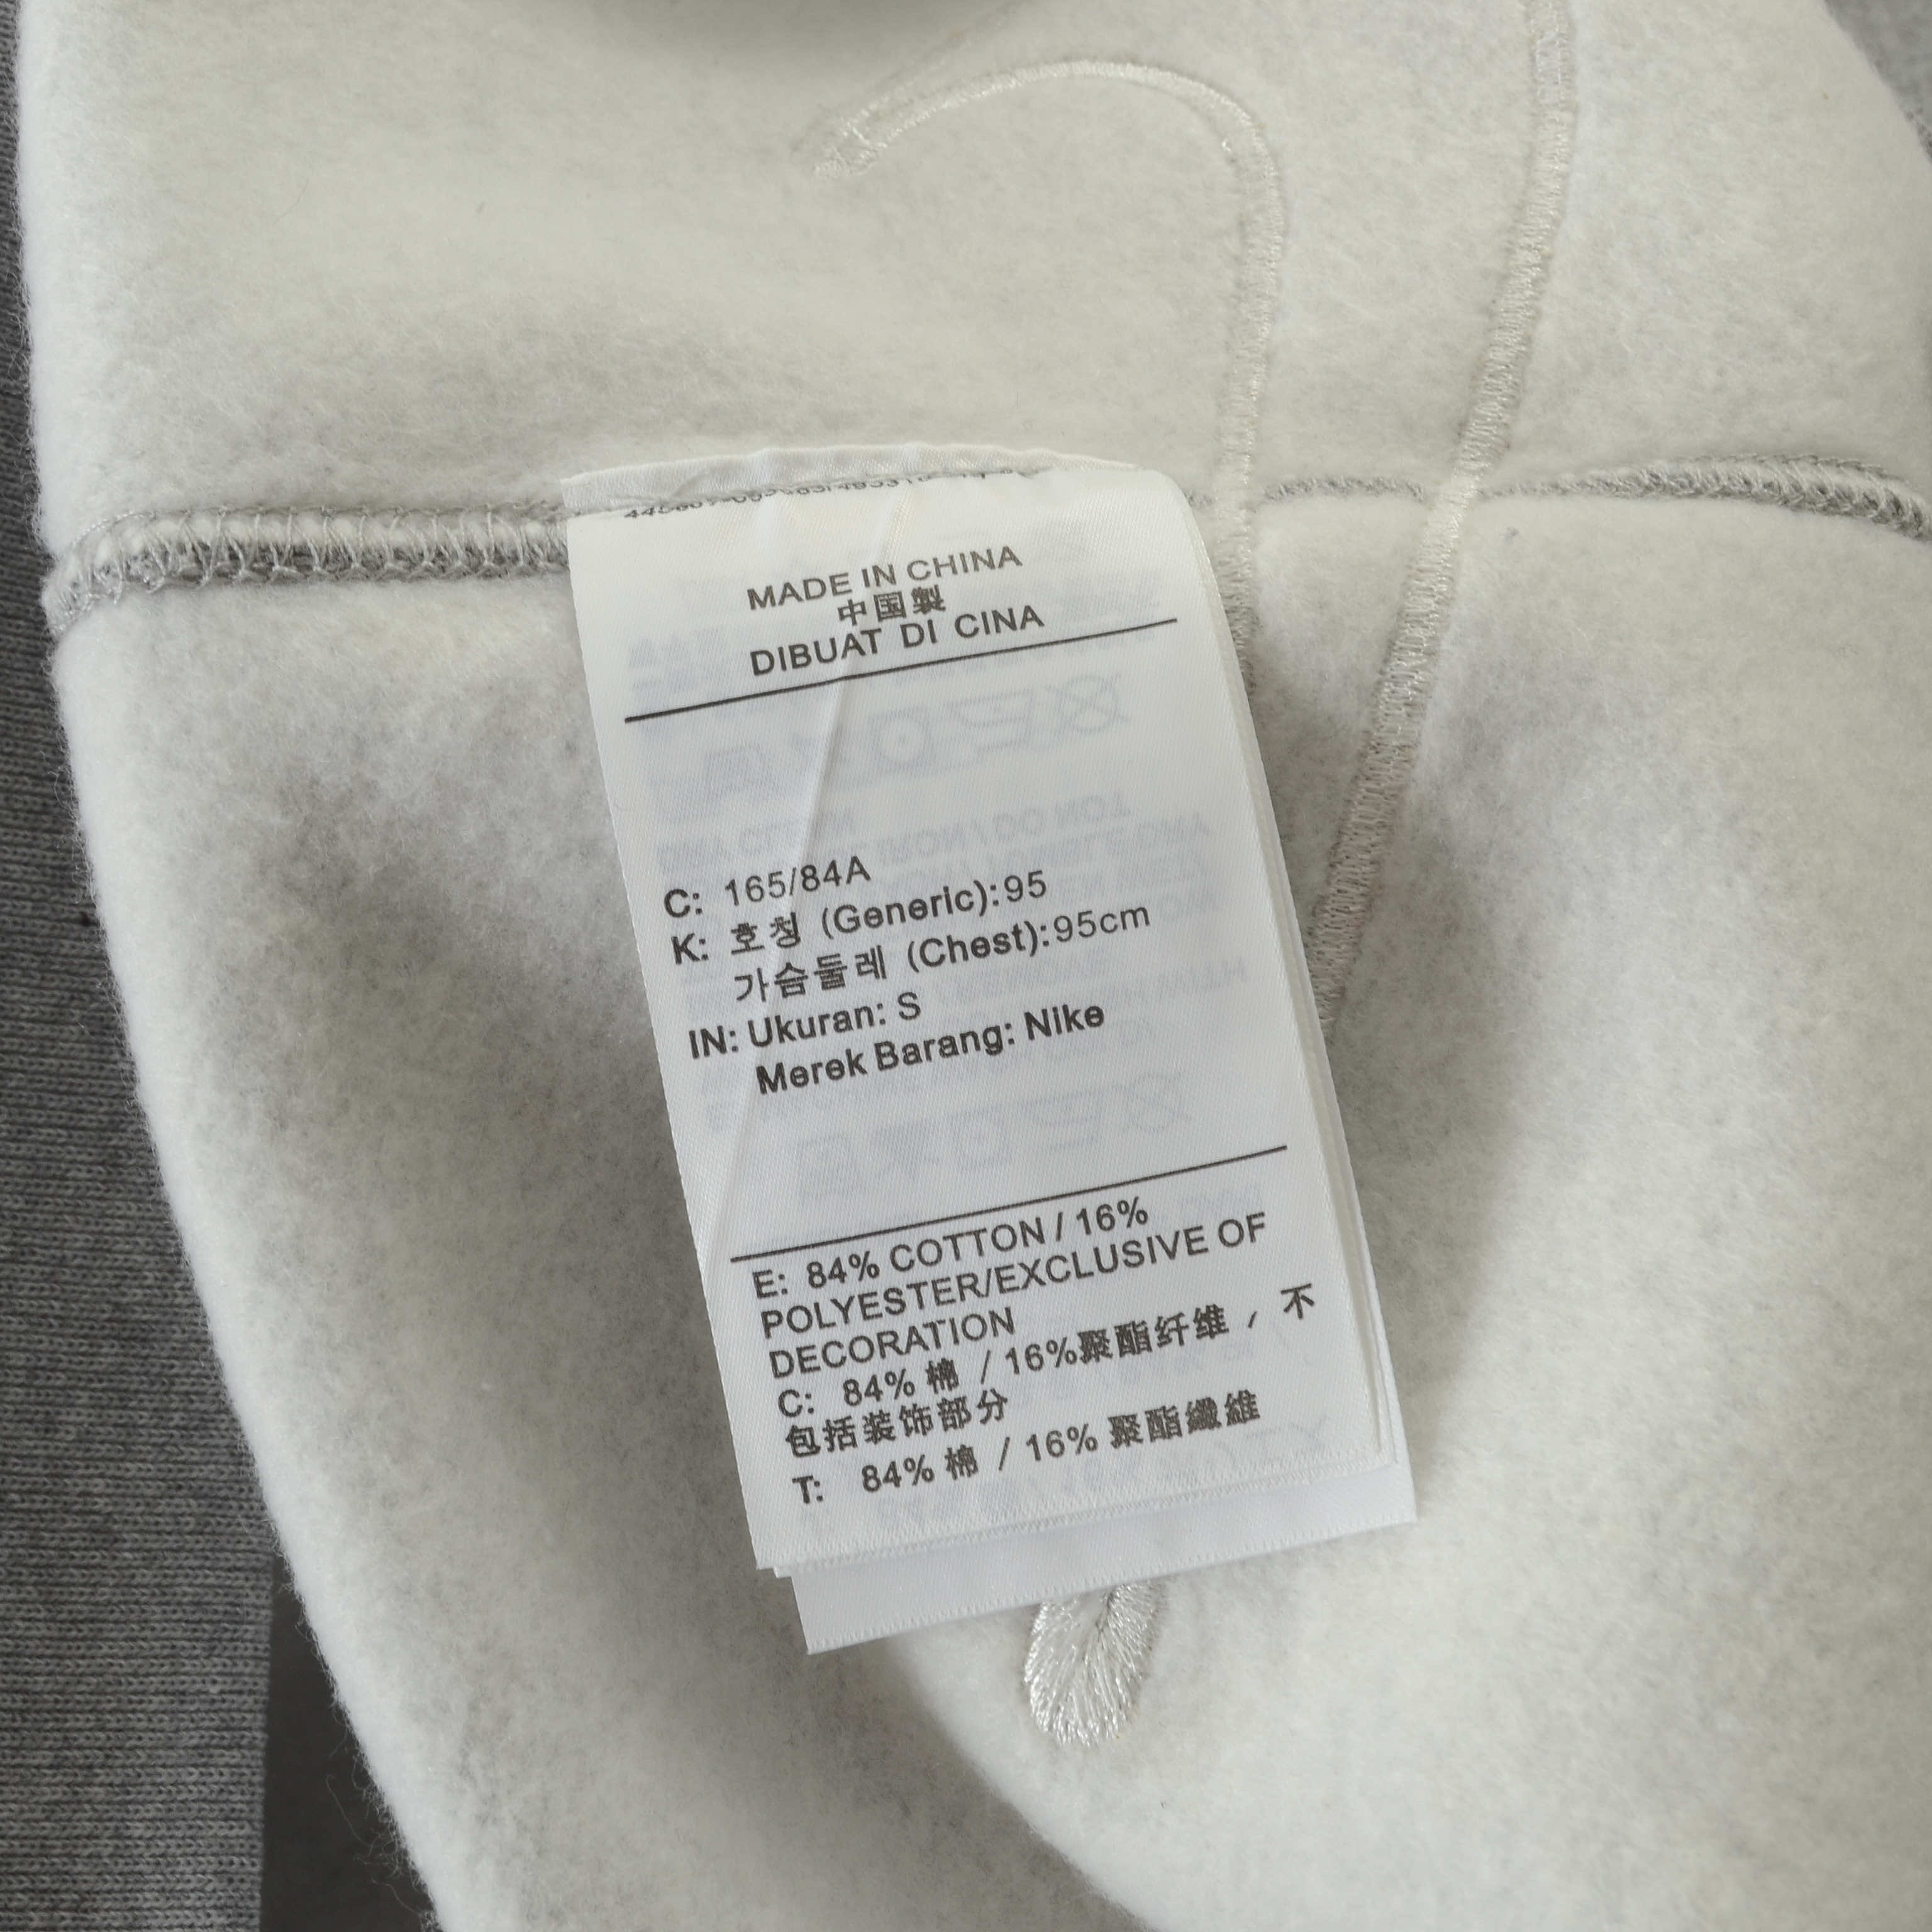 MADE IN CHINA
中国製
DIBUAT DI CINA
C: 165/84A
K: 호칭 (Generic):95
가슴둘레 (Chest):95cm
IN: Ukuran: S
Merek Barang: Nike
E: 84% COTTON / 16%
POLYESTER/EXCLUSIVE OF
DECORATION
C: 84% 棉 / 16%聚酯纤维 , 不
包括装饰部分
T: 84% 棉 / 16% 聚酯纖維